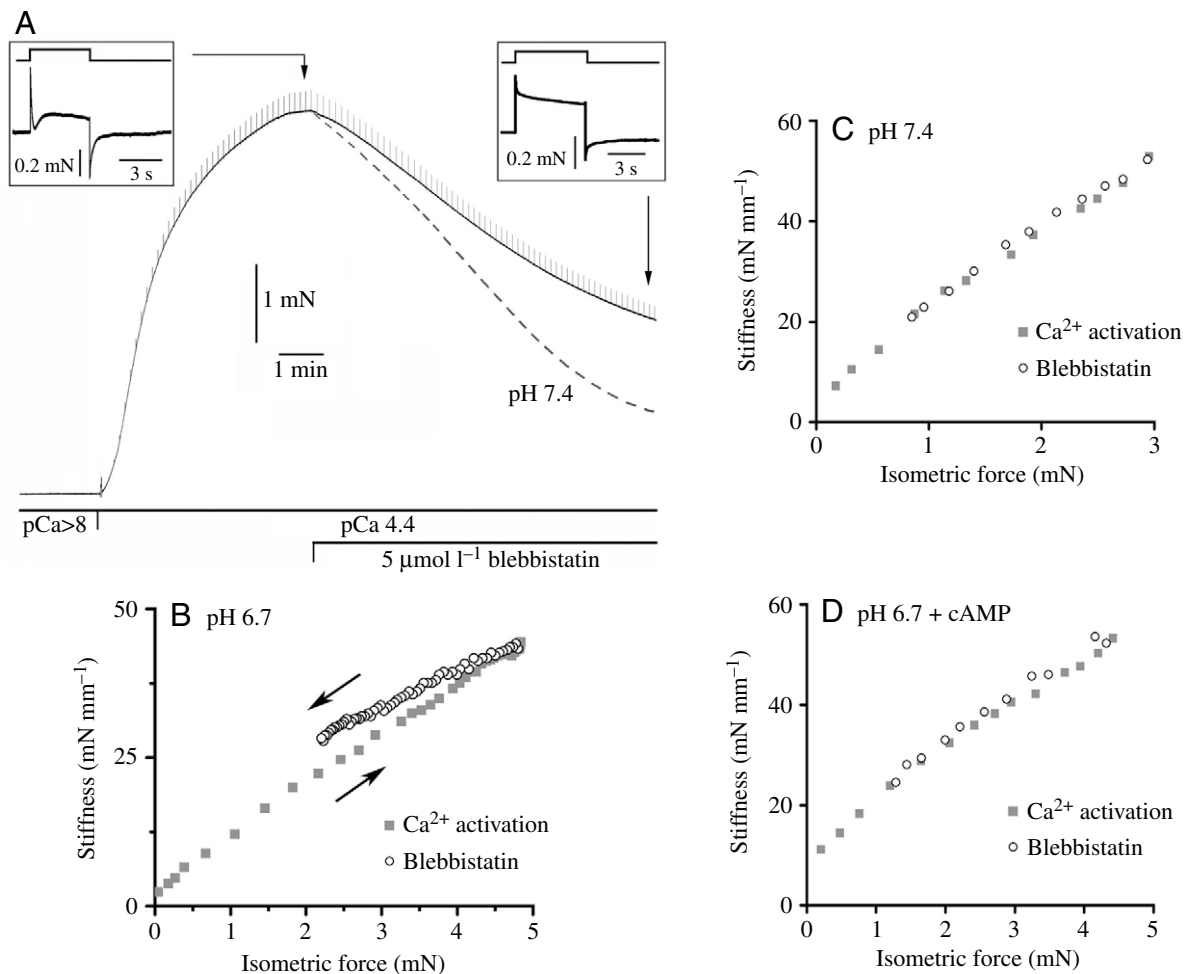 A
0.2 mN
3 s
0.2 mN
3 s
1 mN
1 min
pH 7.4
pCa>8
pCa 4.4
5 μmol l⁻¹ blebbistatin
B pH 6.7
Stiffness (mN mm⁻¹)
50
25
0
0 1 2 3 4 5
Isometric force (mN)
Ca²⁺ activation
Blebbistatin
C pH 7.4
Stiffness (mN mm⁻¹)
60
40
20
0
0 1 2 3
Isometric force (mN)
Ca²⁺ activation
Blebbistatin
D pH 6.7 + cAMP
Stiffness (mN mm⁻¹)
60
40
20
0
0 1 2 3 4 5
Isometric force (mN)
Ca²⁺ activation
Blebbistatin